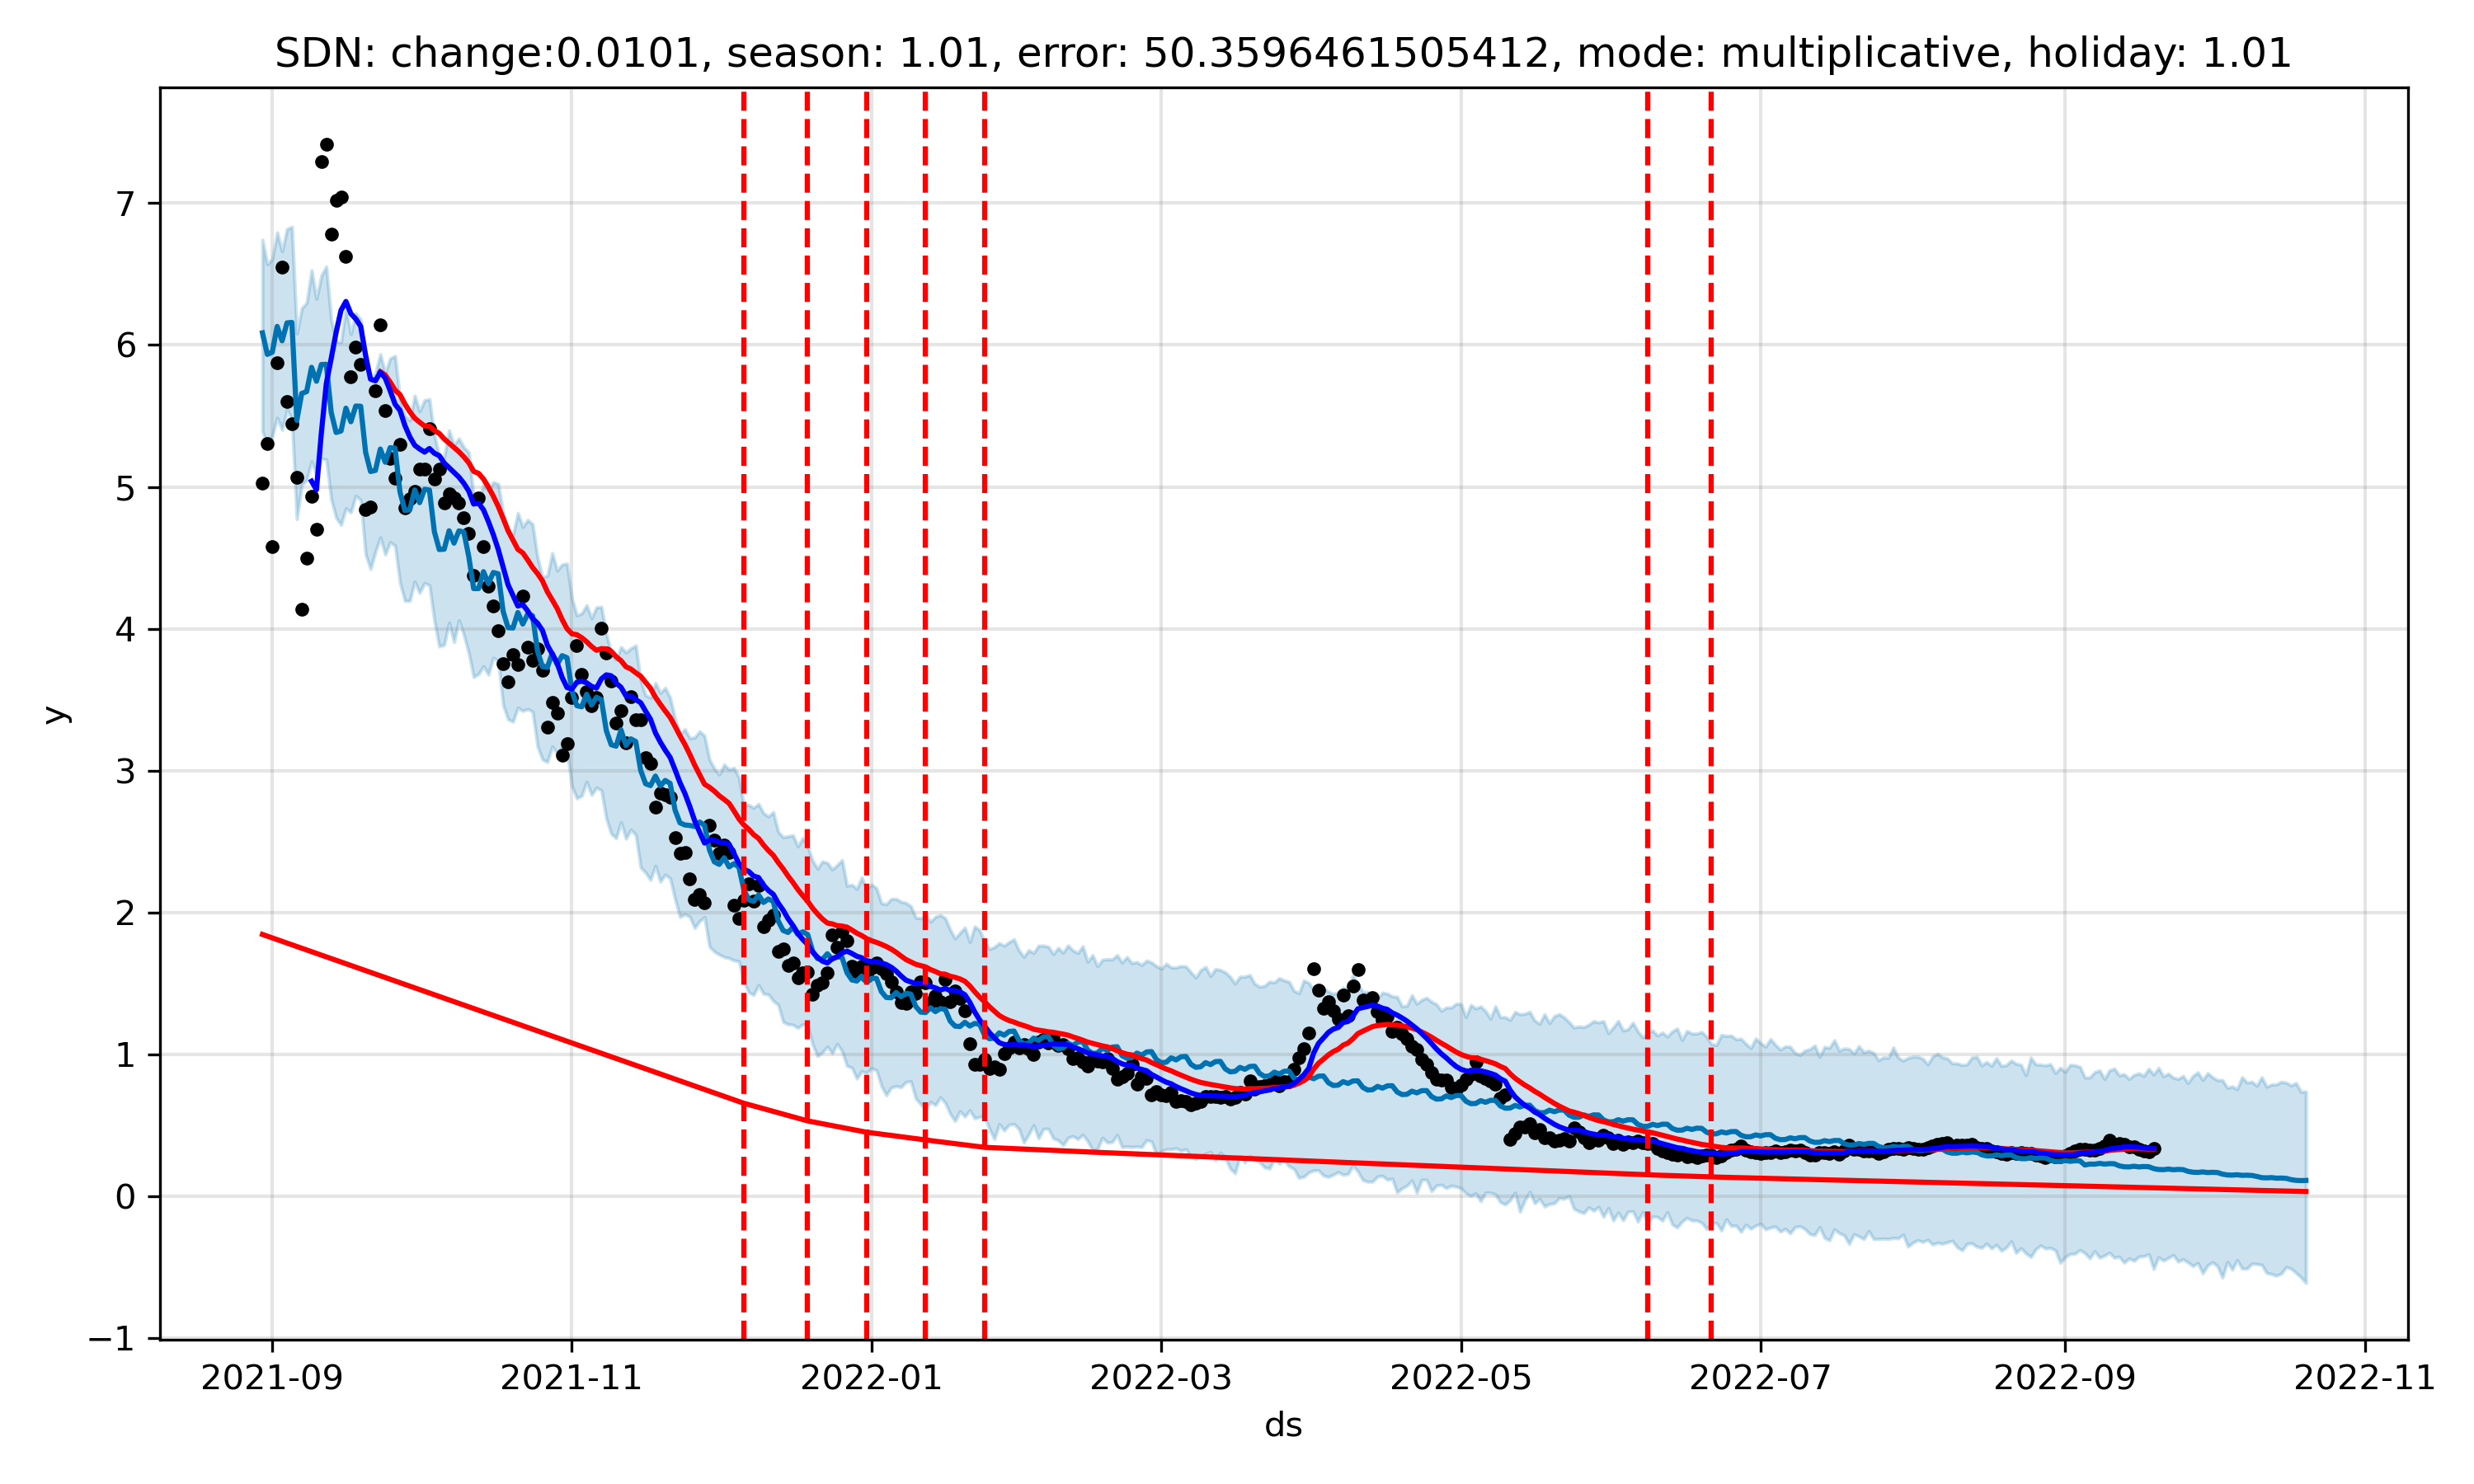 SDN: change:0.0101, season: 1.01, error: 50.3596461505412, mode: multiplicative, holiday: 1.01
7
6
5
4
3
2
1
0
−1
y
2021-09 2021-11 2022-01 2022-03 2022-05 2022-07 2022-09 2022-11
ds